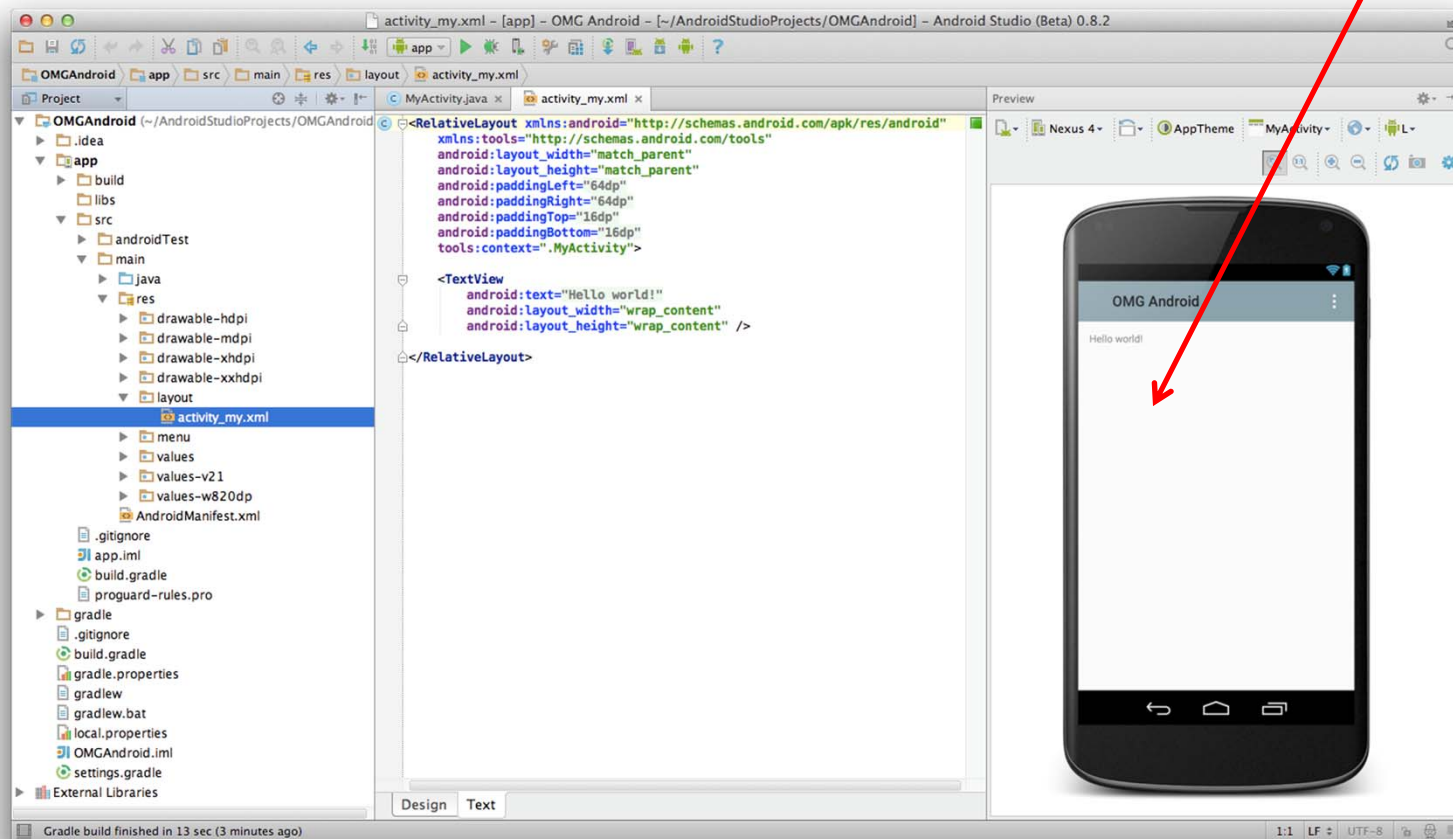 activity_my.xml – [app] – OMG Android – [~/AndroidStudioProjects/OMGAndroid] – Android Studio (Beta) 0.8.2
app
?
OMGAndroid app src main res layout activity_my.xml
Project
MyActivity.java activity_my.xml
Preview
OMGAndroid (~/AndroidStudioProjects/OMGAndroid
.idea
app
build
libs
src
androidTest
main
java
res
drawable-hdpi
drawable-mdpi
drawable-xhdpi
drawable-xxhdpi
layout
activity_my.xml
menu
values
values-v21
values-w820dp
AndroidManifest.xml
.gitignore
app.iml
build.gradle
proguard-rules.pro
gradle
.gitignore
build.gradle
gradle.properties
gradlew
gradlew.bat
local.properties
OMGAndroid.iml
settings.gradle
External Libraries
<RelativeLayout xmlns:android="http://schemas.android.com/apk/res/android"
xmlns:tools="http://schemas.android.com/tools"
android:layout_width="match_parent"
android:layout_height="match_parent"
android:paddingLeft="64dp"
android:paddingRight="64dp"
android:paddingTop="16dp"
android:paddingBottom="16dp"
tools:context=".MyActivity">
<TextView
android:text="Hello world!"
android:layout_width="wrap_content"
android:layout_height="wrap_content" />
</RelativeLayout>
Design Text
Nexus 4 AppTheme MyActivity L
1:1
OMG Android
Hello world!
Gradle build finished in 13 sec (3 minutes ago)
1:1 LF UTF-8